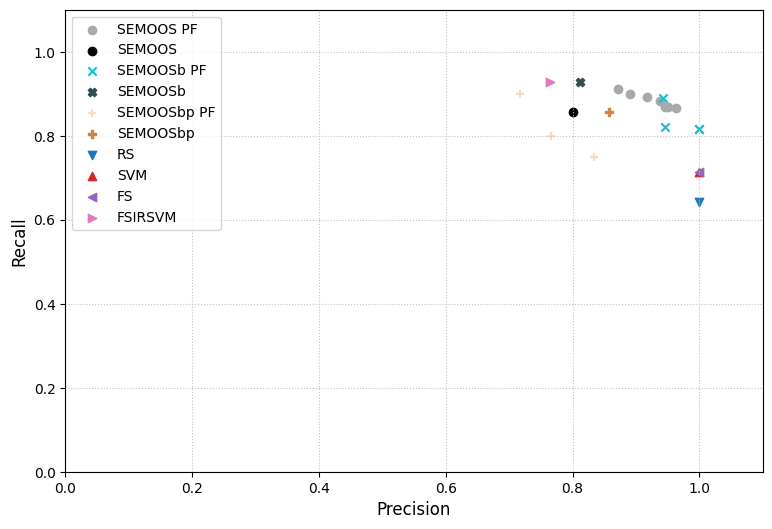 SEMOOS PF
SEMOOS
SEMOOSb PF
SEMOOSb
SEMOOSbp PF
SEMOOSbp
RS
SVM
FS
FSIRSVM
1.0
0.8
0.6
0.4
0.2
0.0
Recall
0.0 0.2 0.4 0.6 0.8 1.0
Precision